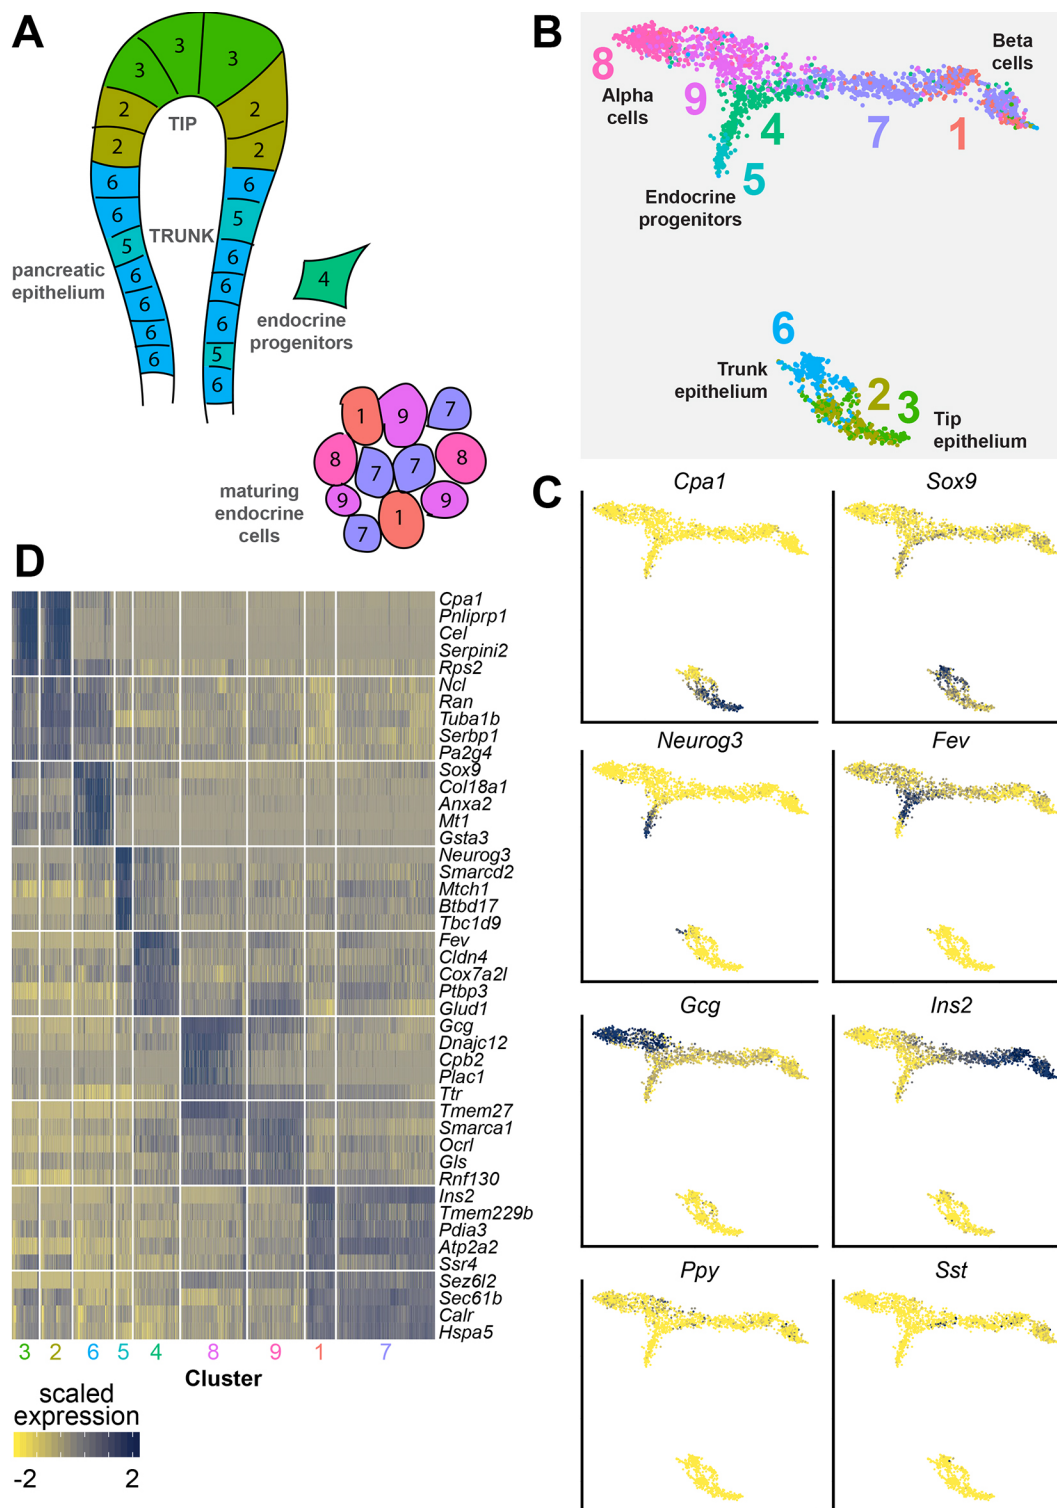 A
3
3
3
2
2
TIP
2
2
6
6
6
5
TRUNK
5
6
6
6
6
6
6
5
6
6
pancreatic
epithelium
4
endocrine
progenitors
1
9
7
8
7
7
8
9
9
7
1
maturing
endocrine
cells
B
8
Alpha
cells
9
4
5
Endocrine
progenitors
7
1
Beta
cells
6
Trunk
epithelium
2
3
Tip
epithelium
C
Cpa1
Sox9
Neurog3
Fev
Gcg
Ins2
Ppy
Sst
D
Cpa1
Pnliprp1
Cel
Serpini2
Rps2
Ncl
Ran
Tuba1b
Serbp1
Pa2g4
Sox9
Col18a1
Anxa2
Mt1
Gsta3
Neurog3
Smarcd2
Mtch1
Btbd17
Tbc1d9
Fev
Cldn4
Cox7a2l
Ptbp3
Glud1
Gcg
Dnajc12
Cpb2
Plac1
Ttr
Tmem27
Smarca1
Ocrl
Gls
Rnf130
Ins2
Tmem229b
Pdia3
Atp2a2
Ssr4
Sez6l2
Sec61b
Calr
Hspa5
3 2 6 5 4 8 9 1 7
Cluster
scaled
expression
-2 2